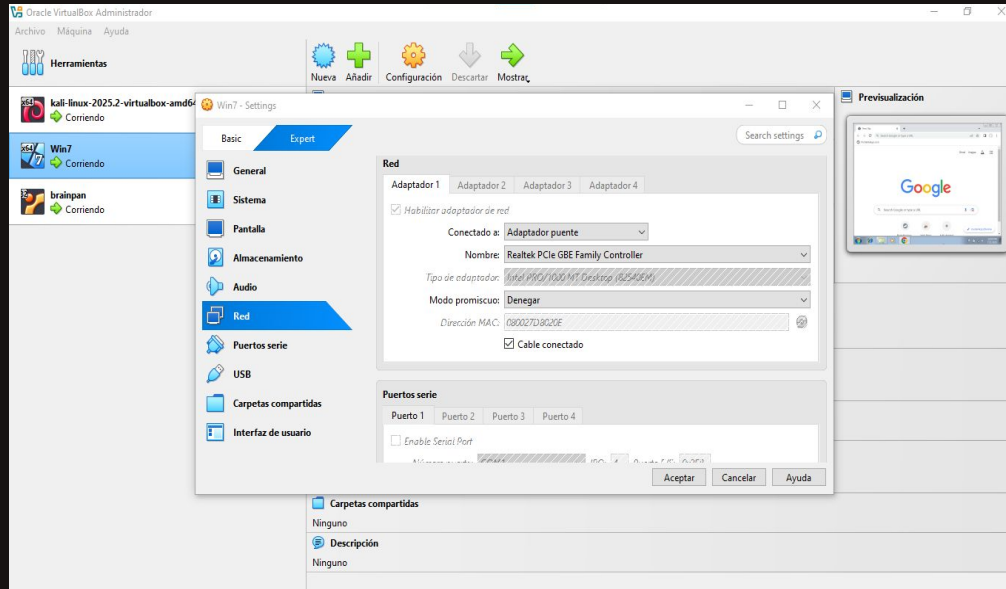 Oracle VirtualBox Administrador
Archivo Máquina Ayuda
Herramientas
Nueva Añadir Configuración Descartar Mostrar
kali-linux-2025.2-virtualbox-amd64
Corriendo
Win7
Corriendo
brainpan
Corriendo
Previsualización
Google
Win7 - Settings
Basic Expert
Search settings
General
Sistema
Pantalla
Almacenamiento
Audio
Red
Puertos serie
USB
Carpetas compartidas
Interfaz de usuario
Red
Adaptador 1 Adaptador 2 Adaptador 3 Adaptador 4
Habilitar adaptador de red
Conectado a: Adaptador puente
Nombre: Realtek PCIe GBE Family Controller
Tipo de adaptador: Intel PRO/1000 MT Desktop (82540EM)
Modo promiscuo: Denegar
Dirección MAC: 080027D8020E
Cable conectado
Puertos serie
Puerto 1 Puerto 2 Puerto 3 Puerto 4
Enable Serial Port
Aceptar Cancelar Ayuda
Carpetas compartidas
Ninguno
Descripción
Ninguno